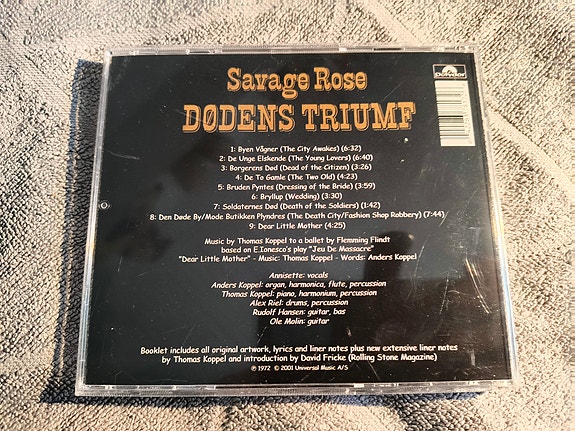 Savage Rose
polydor
DØDENS TRIUMF
1: Byen Vågner (The City Awakes) (6:32)
2: De Unge Elskende (The Young Lovers) (6:40)
3: Borgerens Død (Dead of the Citizen) (3:26)
4: De To Gamle (The Two Old) (4:23)
5: Bruden Pyntes (Dressing of the Bride) (3:59)
6: Bryllup (Wedding) (3:30)
7: Soldaternes Død (Death of the Soldiers) (1:42)
8: Den Døde By/Mode Butikken Plyndres (The Death City/Fashion Shop Robbery) (7:44)
9: Dear Little Mother (4:25)
Music by Thomas Koppel to a ballet by Flemming Flindt
based on E.Ionesco's play "Jeu De Massacre"
"Dear Little Mother" - Music: Thomas Koppel - Words: Anders Koppel
Annisette: vocals
Anders Koppel: organ, harmonica, flute, percussion
Thomas Koppel: piano, harmonium, percussion
Alex Riel: drums, percussion
Rudolf Hansen: guitar, bas
Ole Molin: guitar
Booklet includes all original artwork, lyrics and liner notes plus new extensive liner notes
by Thomas Koppel and introduction by David Fricke (Rolling Stone Magazine)
℗ 1972 © 2001 Universal Music A/S